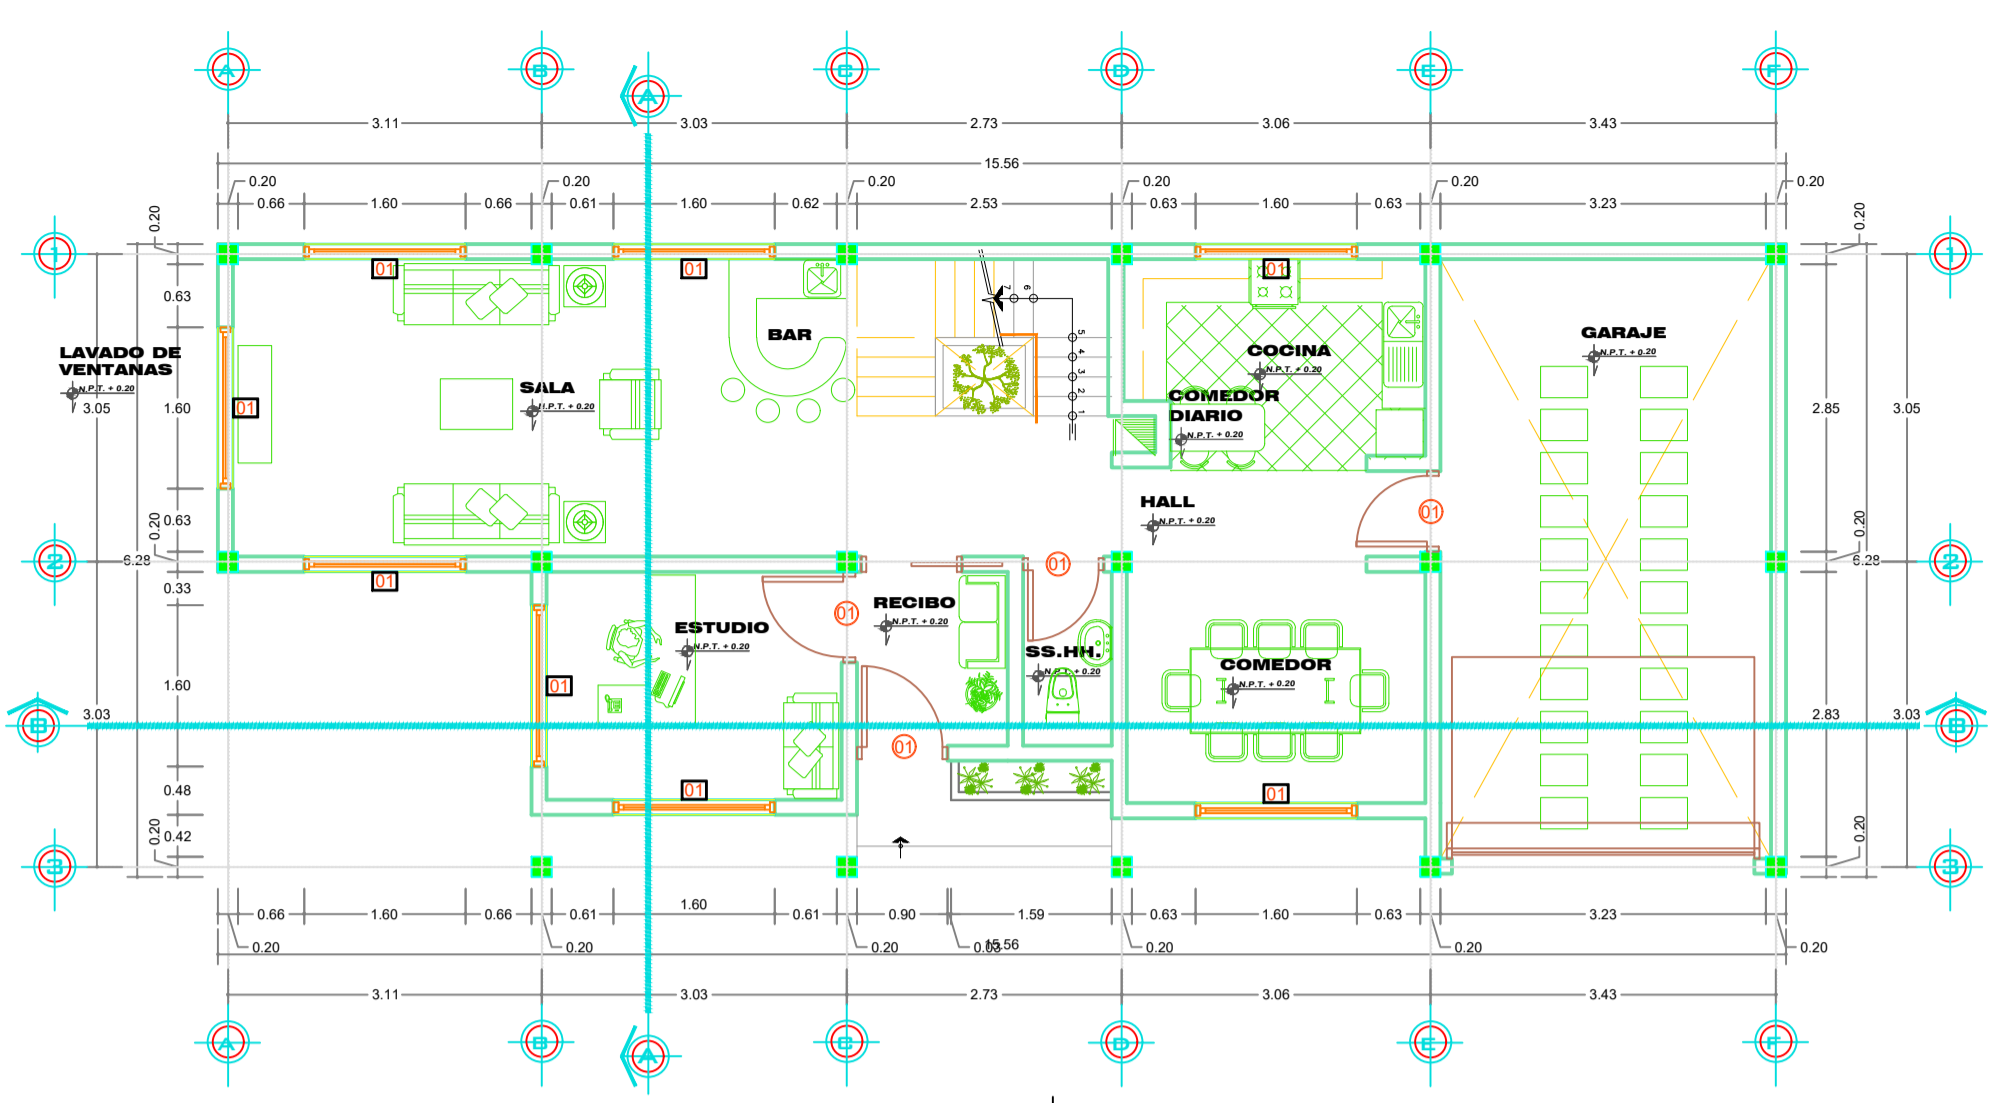 A B A C D E F
3.11 3.03 2.73 3.06 3.43
15.56
0.20 0.20 0.20 0.20 0.20 0.20
0.66 1.60 0.66 0.61 1.60 0.62 2.53 0.63 1.60 0.63 3.23
0.20 0.20
1 1
01 01 01
0.63
7 6
BAR
GARAJE
N.P.T. + 0.20
5
LAVADO DE
VENTANAS
N.P.T. + 0.20
COCINA
N.P.T. + 0.20
4
3
2
1
SALA
N.P.T. + 0.20
COMEDOR
DIARIO
N.P.T. + 0.20
3.05 1.60 01 2.85 3.05
HALL
N.P.T. + 0.20
01
0.63
0.20 0.20
2 6.28 01 6.28 2
0.33 01
RECIBO
N.P.T. + 0.20
01
ESTUDIO
N.P.T. + 0.20
SS.HH.
N.P.T. + 0.20
COMEDOR
N.P.T. + 0.20
1.60 01
3.03 2.83 3.03
B B
01
0.48 01 01
0.20 0.42 0.20
3 3
0.66 1.60 0.66 0.61 1.60 0.61 0.90 1.59 0.63 1.60 0.63 3.23
0.20 0.20 0.20 0.03 0.20 0.20 0.20
15.56
3.11 3.03 2.73 3.06 3.43
A B A C D E F